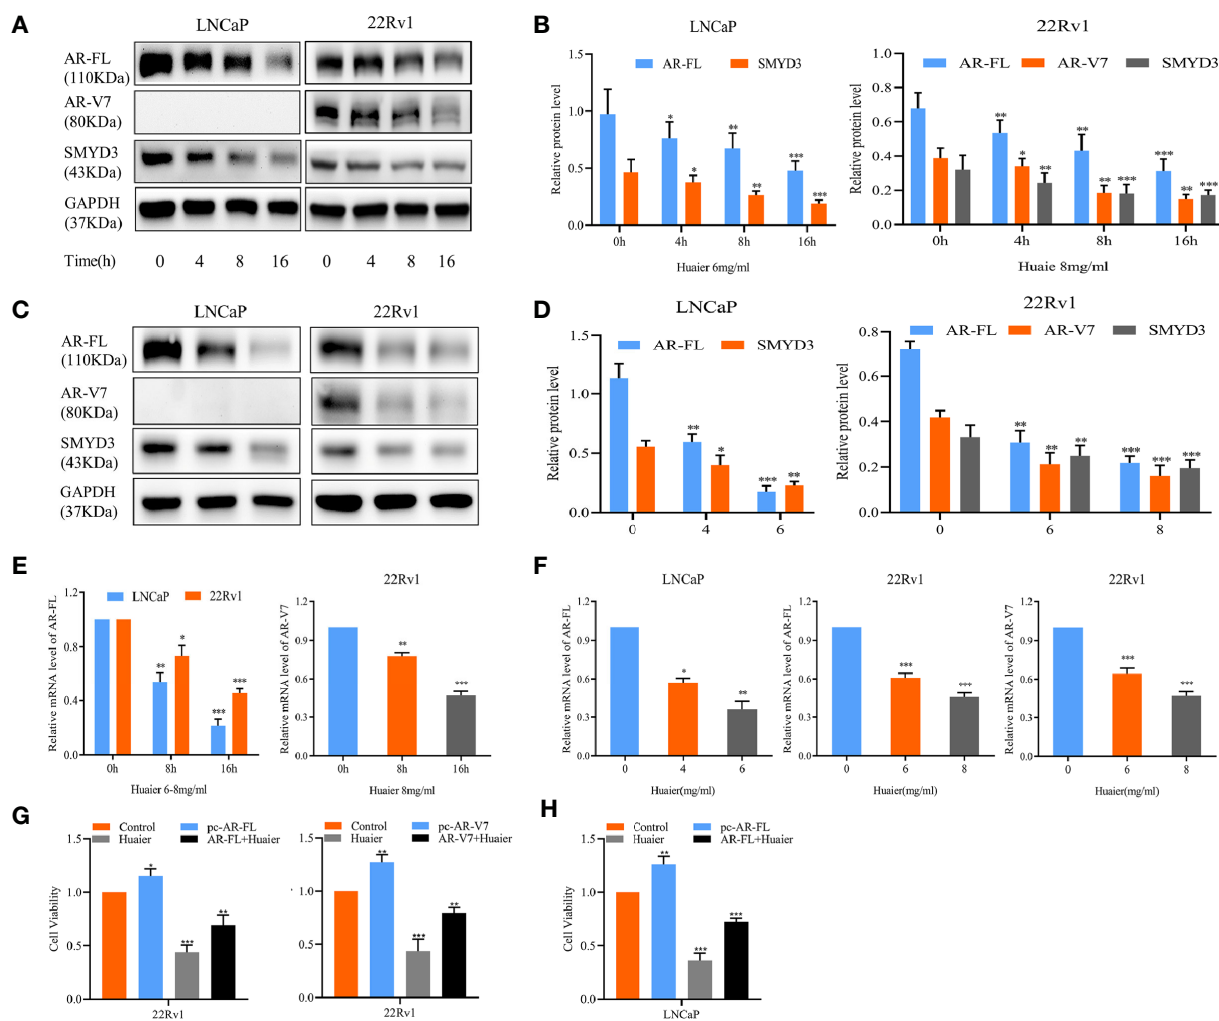 A
LNCaP
22Rv1
AR-FL
(110KDa)
AR-V7
(80KDa)
SMYD3
(43KDa)
GAPDH
(37KDa)
Time(h) 0 4 8 16 0 4 8 16
B
LNCaP
AR-FL SMYD3
Relative protein level
1.5
1.0
0.5
0.0
* * ** ** *** ***
0h 4h 8h 16h
Huaier 6mg/ml
22Rv1
AR-FL AR-V7 SMYD3
Relative protein level
1.0
0.8
0.6
0.4
0.2
0.0
** * ** ** ** *** *** ** ***
0h 4h 8h 16h
Huaie 8mg/ml
C
LNCaP
22Rv1
AR-FL
(110KDa)
AR-V7
(80KDa)
SMYD3
(43KDa)
GAPDH
(37KDa)
D
LNCaP
AR-FL SMYD3
Relative protein level
1.5
1.0
0.5
0.0
** * *** **
0 4 6
22Rv1
AR-FL AR-V7 SMYD3
Relative protein level
0.8
0.6
0.4
0.2
0.0
** ** ** *** *** ***
0 6 8
E
LNCaP 22Rv1
Relative mRNA level of AR-FL
1.2
0.8
0.4
0.0
** * *** ***
0h 8h 16h
Huaier 6-8mg/ml
22Rv1
Relative mRNA level of AR-V7
1.2
0.9
0.6
0.3
0.0
** ***
0h 8h 16h
Huaier 8mg/ml
F
LNCaP
Relative mRNA level of AR-FL
1.2
0.9
0.6
0.3
0.0
* **
0 4 6
Huaier(mg/ml)
22Rv1
Relative mRNA level of AR-FL
1.2
0.9
0.6
0.3
0.0
*** ***
0 6 8
Huaier(mg/ml)
22Rv1
Relative mRNA level of AR-V7
1.2
0.9
0.6
0.3
0.0
*** ***
0 6 8
Huaier(mg/ml)
G
Control pc-AR-FL
Huaier AR-FL+Huaier
Cell Viability
1.5
1.0
0.5
0.0
* *** **
22Rv1
Control pc-AR-V7
Huaier AR-V7+Huaier
1.5
1.0
0.5
0.0
** *** **
22Rv1
H
Control pc-AR-FL
Huaier AR-FL+Huaier
Cell Viability
1.5
1.0
0.5
0.0
** *** ***
LNCaP